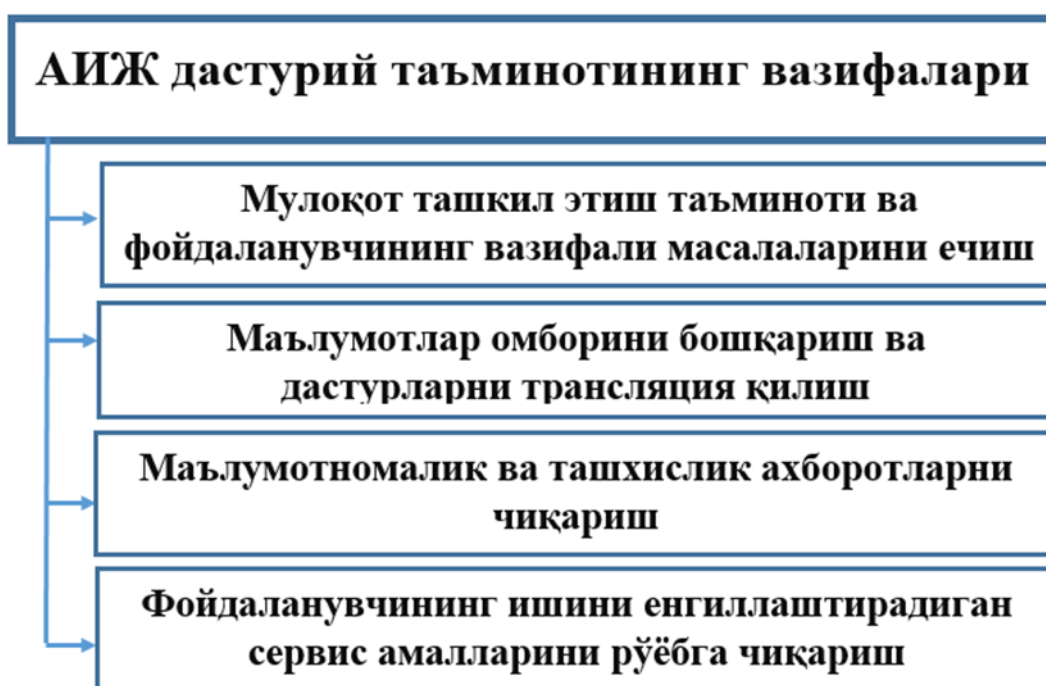 АИЖ дастурий таъминотининг вазифалари
Мулоқот ташкил этиш таъминоти ва
фойдаланувчининг вазифали масалаларини ечиш
Маълумотлар омборини бошқариш ва
дастурларни трансляция қилиш
Маълумотномалик ва ташхислик ахборотларни
чиқариш
Фойдаланувчининг ишини енгиллаштирадиган
сервис амалларини рўёбга чиқариш